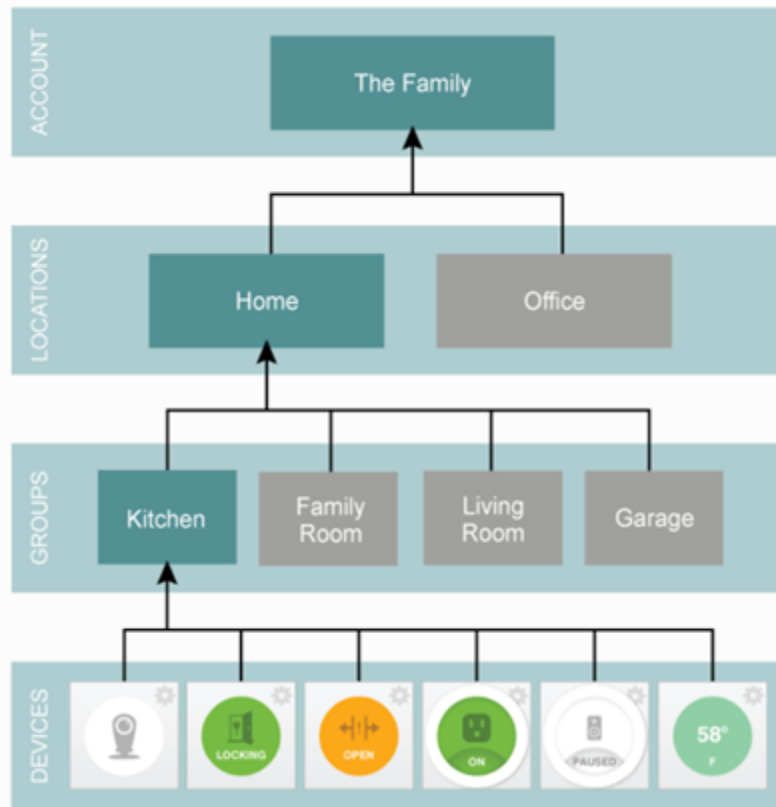 ACCOUNT
The Family
LOCATIONS
Home
Office
GROUPS
Kitchen
Family
Room
Living
Room
Garage
DEVICES
LOCKING
OPEN
ON
PAUSED
58°
F